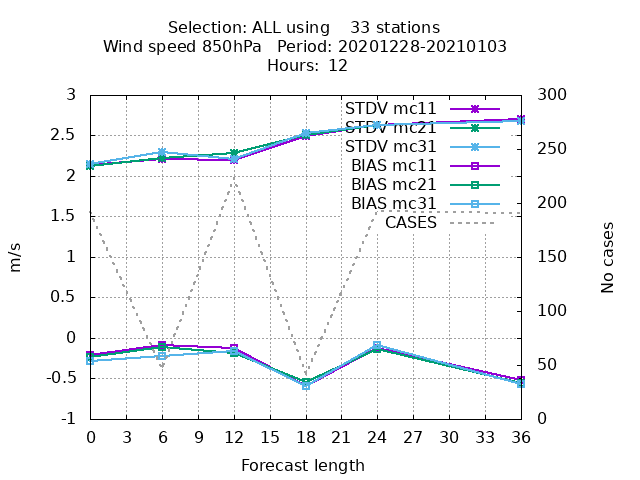 Selection: ALL using    33 stations
Wind speed 850hPa   Period: 20201228-20210103
Hours:  12
3
2.5
2
1.5
1
0.5
0
-0.5
-1
m/s
300
250
200
150
100
50
0
No cases
STDV mc11
STDV mc21
STDV mc31
BIAS mc11
BIAS mc21
BIAS mc31
CASES
0 3 6 9 12 15 18 21 24 27 30 33 36
Forecast length